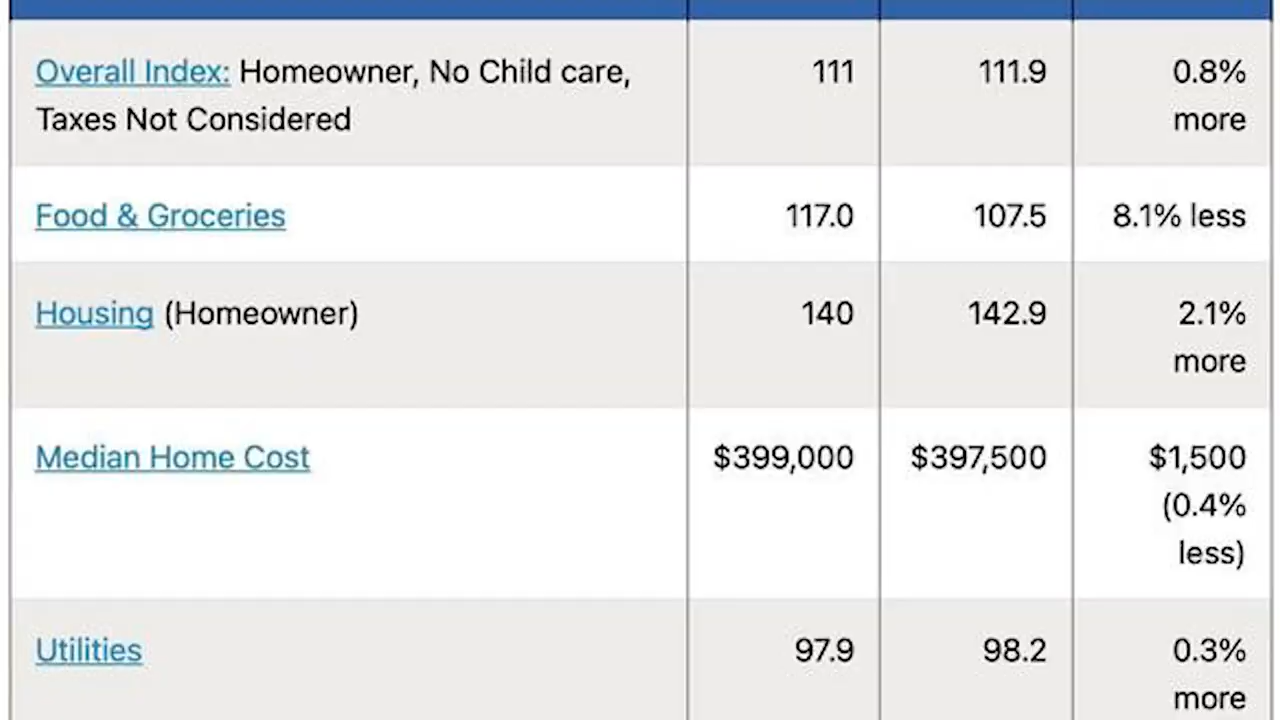 Overall Index: Homeowner, No Child care, 111 111.9 0.8%
Taxes Not Considered more
Food & Groceries 117.0 107.5 8.1% less
Housing (Homeowner) 140 142.9 2.1%
more
Median Home Cost $399,000 $397,500 $1,500
(0.4%
less)
Utilities 97.9 98.2 0.3%
more